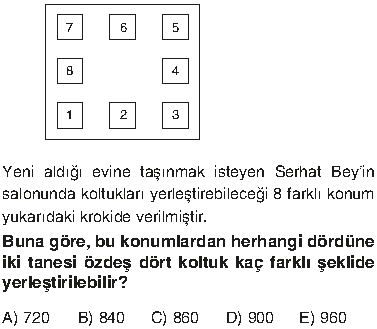 7 6 5
8 4
1 2 3
Yeni aldığı evine taşınmak isteyen Serhat Bey'in
salonunda koltukları yerleştirebileceği 8 farklı konum
yukarıdaki krokide verilmiştir.
Buna göre, bu konumlardan herhangi dördüne
iki tanesi özdeş dört koltuk kaç farklı şeklide
yerleştirilebilir?
A) 720 B) 840 C) 860 D) 900 E) 960